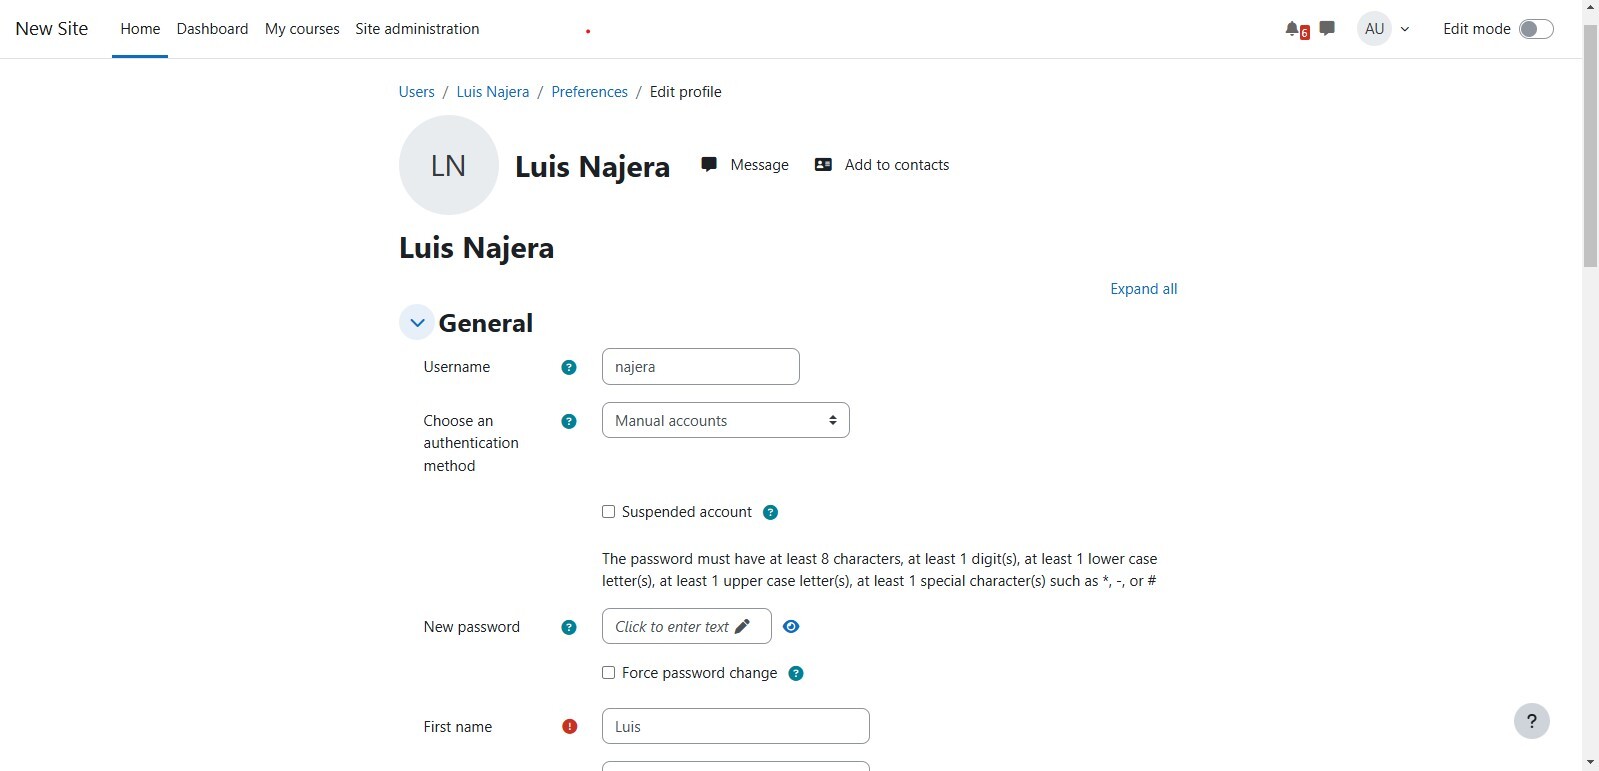 New Site Home Dashboard My courses Site administration 6 AU Edit mode
Users / Luis Najera / Preferences / Edit profile
LN Luis Najera Message Add to contacts
Luis Najera
Expand all
General
Username ? najera
Choose an authentication method ? Manual accounts
Suspended account ?
The password must have at least 8 characters, at least 1 digit(s), at least 1 lower case
letter(s), at least 1 upper case letter(s), at least 1 special character(s) such as *, -, or #
New password ? Click to enter text
Force password change ?
?
First name ! Luis